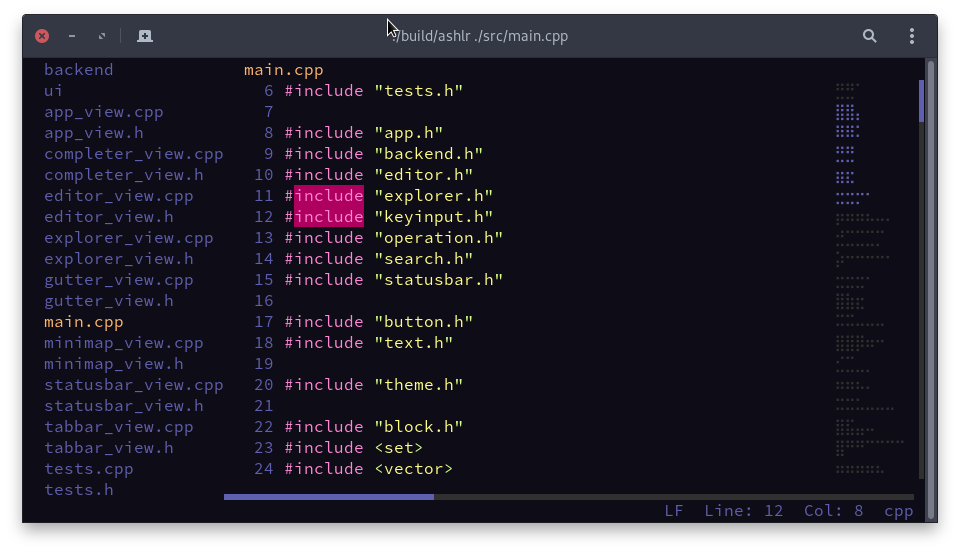 ./build/ashlr ./src/main.cpp
backend
ui
app_view.cpp
app_view.h
completer_view.cpp
completer_view.h
editor_view.cpp
editor_view.h
explorer_view.cpp
explorer_view.h
gutter_view.cpp
gutter_view.h
main.cpp
minimap_view.cpp
minimap_view.h
statusbar_view.cpp
statusbar_view.h
tabbar_view.cpp
tabbar_view.h
tests.cpp
tests.h
main.cpp
6 #include "tests.h"
7
8 #include "app.h"
9 #include "backend.h"
10 #include "editor.h"
11 #include "explorer.h"
12 #include "keyinput.h"
13 #include "operation.h"
14 #include "search.h"
15 #include "statusbar.h"
16
17 #include "button.h"
18 #include "text.h"
19
20 #include "theme.h"
21
22 #include "block.h"
23 #include <set>
24 #include <vector>
LF Line: 12 Col: 8 cpp